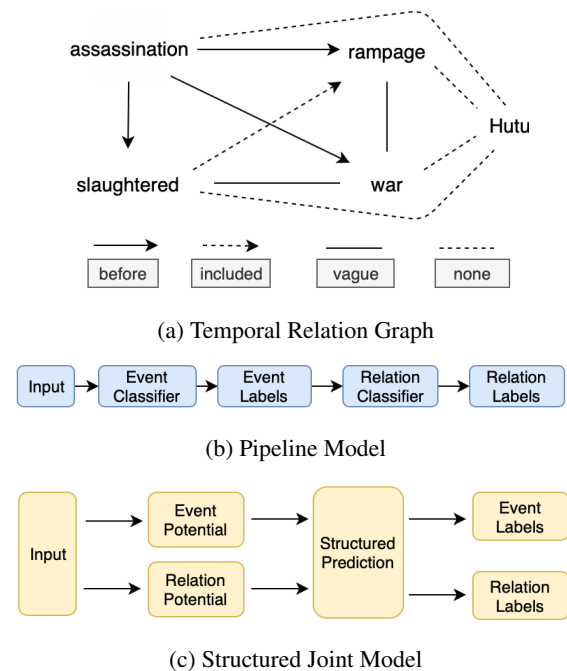 assassination
rampage
Hutu
slaughtered
war
before
included
vague
none
(a) Temporal Relation Graph
Input
Event
Classifier
Event
Labels
Relation
Classifier
Relation
Labels
(b) Pipeline Model
Input
Event
Potential
Relation
Potential
Structured
Prediction
Event
Labels
Relation
Labels
(c) Structured Joint Model